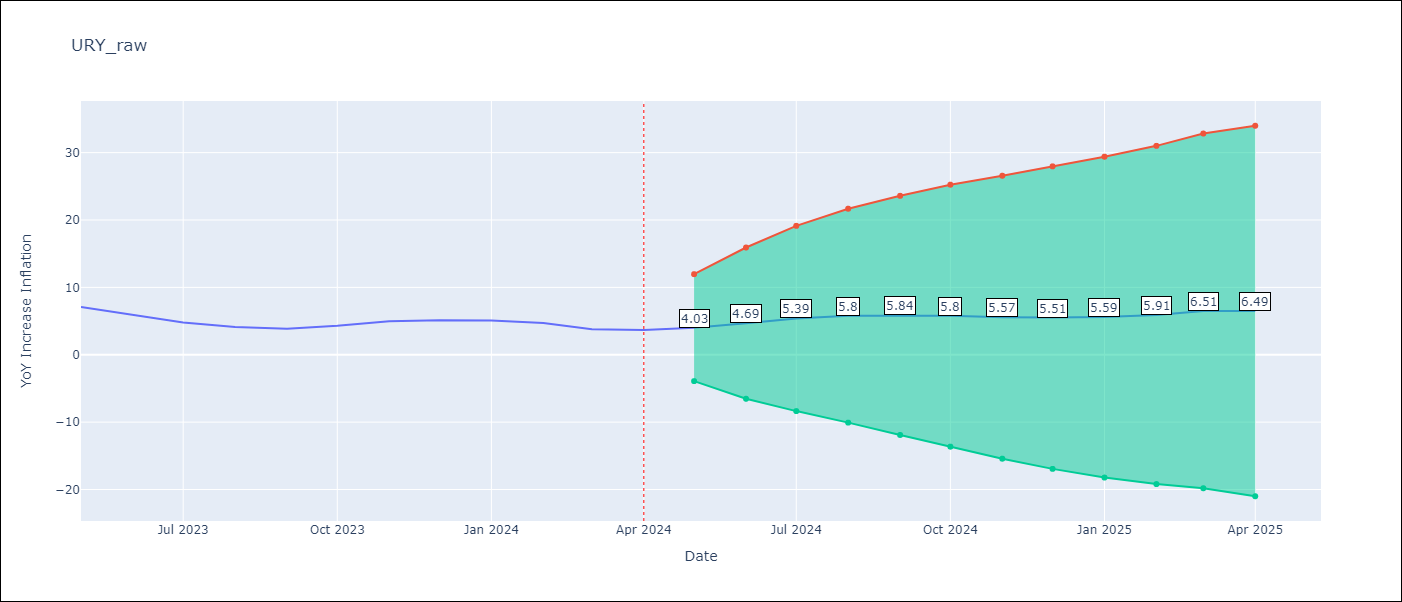 URY_raw
YoY Increase Inflation
30
20
10
0
−10
−20
4.03
4.69
5.39
5.8
5.84
5.8
5.57
5.51
5.59
5.91
6.51
6.49
Jul 2023
Oct 2023
Jan 2024
Apr 2024
Jul 2024
Oct 2024
Jan 2025
Apr 2025
Date